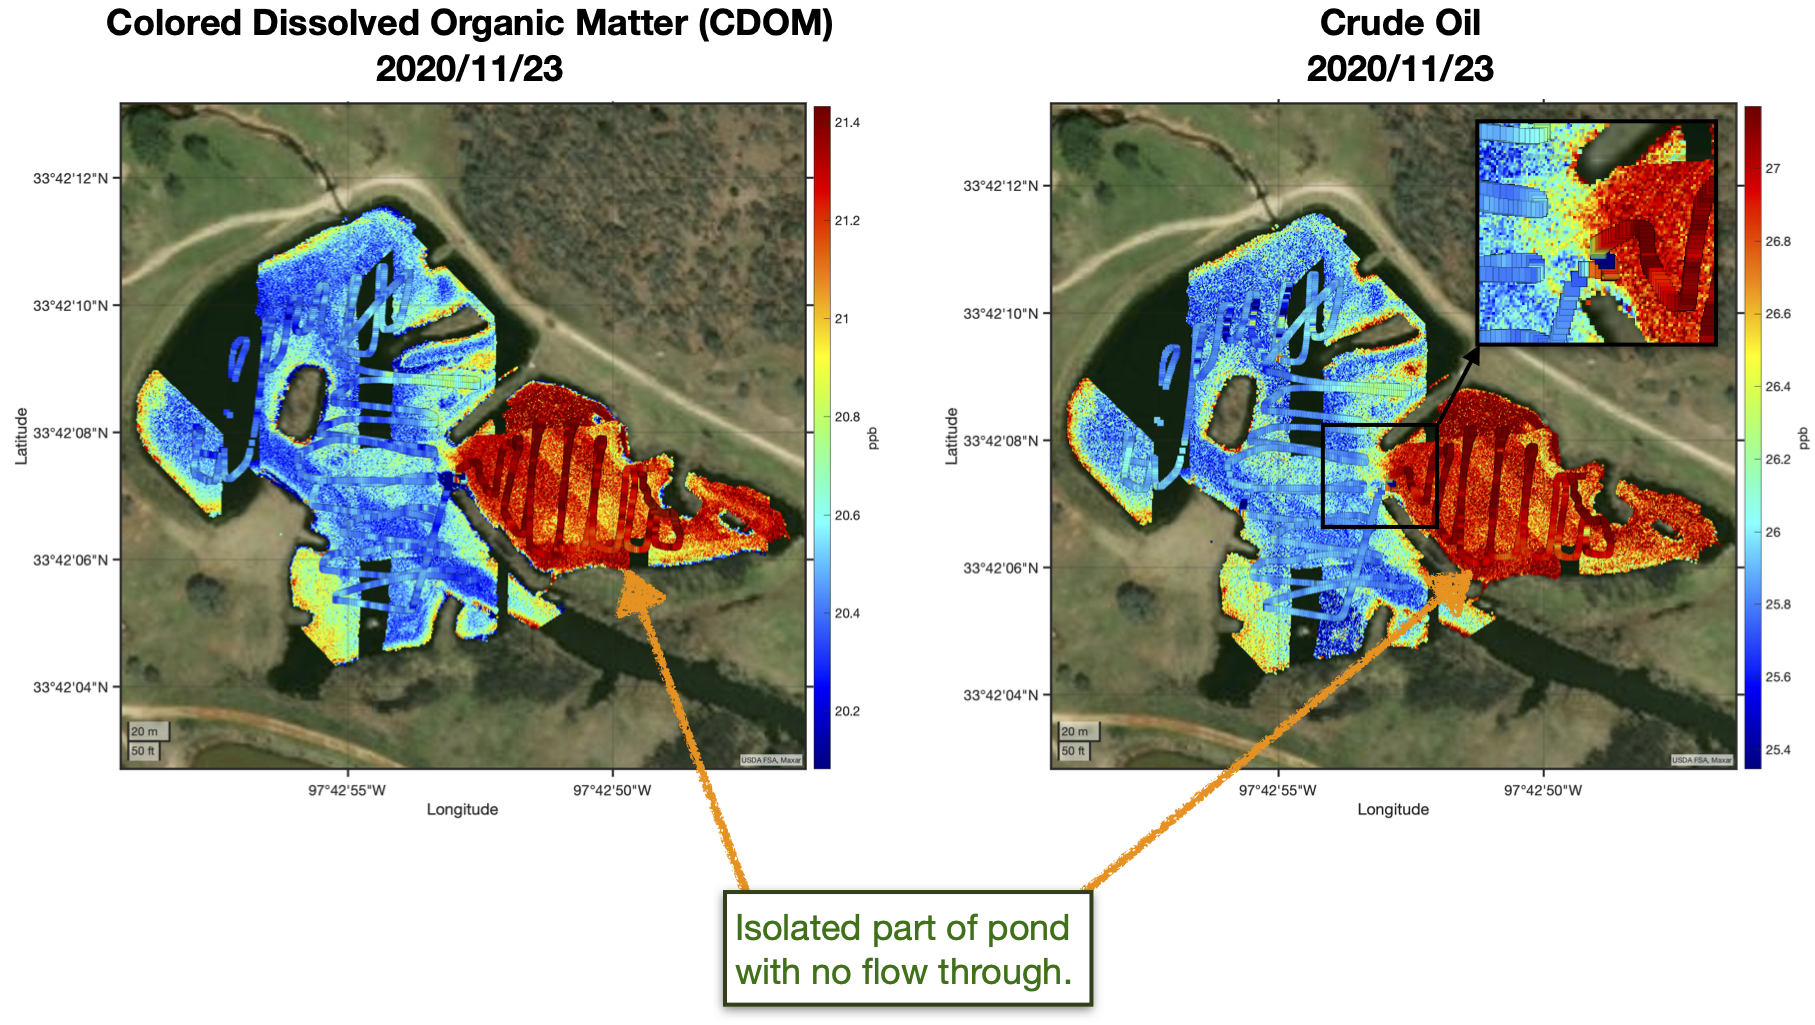 Colored Dissolved Organic Matter (CDOM)
2020/11/23
33°42'12"N
33°42'10"N
33°42'08"N
33°42'06"N
33°42'04"N
Latitude
20 m
50 ft
USDA FSA, Maxar
97°42'55"W
97°42'50"W
Longitude
21.4
21.2
21
20.8
20.6
20.4
20.2
ppb
Crude Oil
2020/11/23
33°42'12"N
33°42'10"N
33°42'08"N
33°42'06"N
33°42'04"N
Latitude
20 m
50 ft
USDA FSA, Maxar
97°42'55"W
97°42'50"W
Longitude
27
26.8
26.6
26.4
26.2
26
25.8
25.6
25.4
ppb
Isolated part of pond
with no flow through.